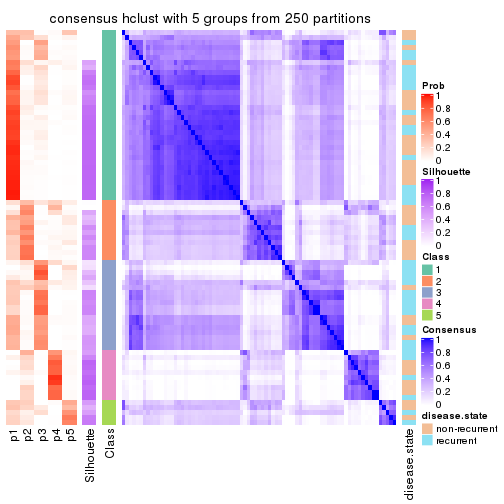 consensus hclust with 5 groups from 250 partitions
Prob
1
0.8
0.6
0.4
0.2
0
Silhouette
1
0.8
0.6
0.4
0.2
0
Class
1
2
3
4
5
Consensus
1
0.8
0.6
0.4
0.2
0
disease.state
non-recurrent
recurrent
p1
p2
p3
p4
p5
Silhouette
Class
disease.state